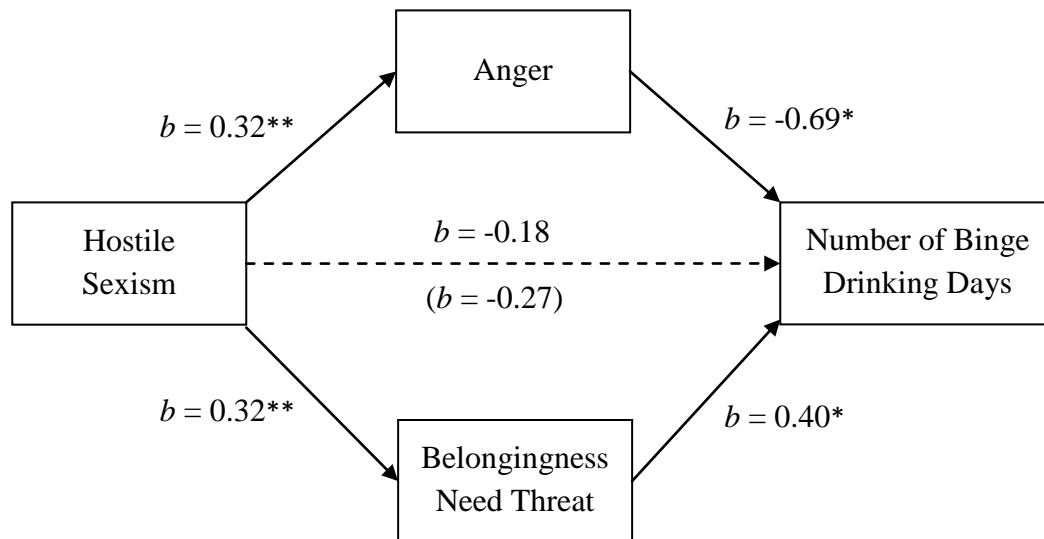 Anger
b = 0.32**
b = -0.69*
Hostile
Sexism
b = -0.18
(b = -0.27)
Number of Binge
Drinking Days
b = 0.32**
b = 0.40*
Belongingness
Need Threat